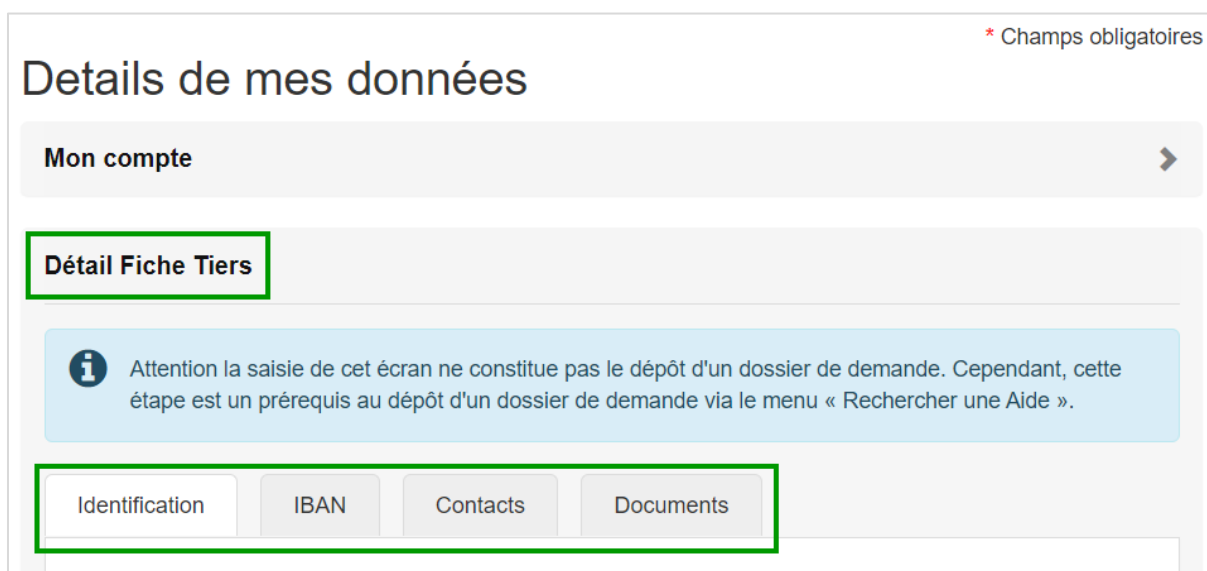 * Champs obligatoires
Details de mes données
Mon compte
Détail Fiche Tiers
Attention la saisie de cet écran ne constitue pas le dépôt d'un dossier de demande. Cependant, cette
étape est un prérequis au dépôt d'un dossier de demande via le menu « Rechercher une Aide ».
Identification IBAN Contacts Documents